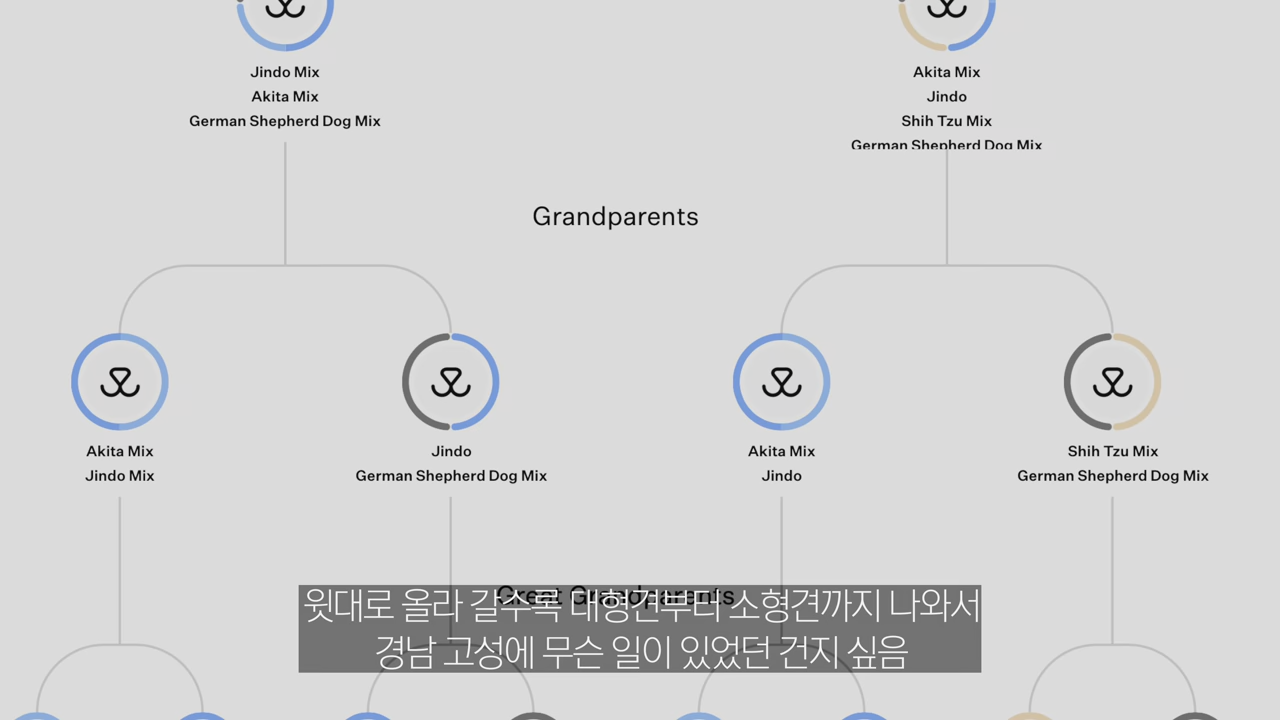 Jindo Mix
Akita Mix
German Shepherd Dog Mix
Akita Mix
Jindo
Shih Tzu Mix
German Shepherd Dog Mix
Grandparents
Akita Mix
Jindo Mix
Jindo
German Shepherd Dog Mix
Akita Mix
Jindo
Shih Tzu Mix
German Shepherd Dog Mix
Great Grandparents
윗대로 올라 갈수록 대형견부터 소형견까지 나와서
경남 고성에 무슨 일이 있었던 건지 싶음